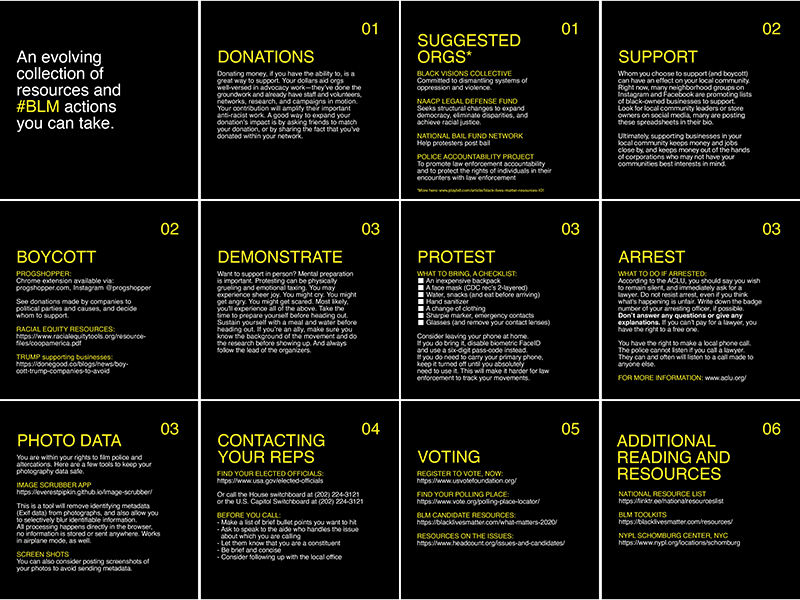 An evolving
collection of
resources and
#BLM actions
you can take.
01
DONATIONS
Donating money, if you have the ability to, is a
great way to support. Your dollars aid orgs
well-versed in advocacy work—they've done the
groundwork and already have staff and volunteers,
networks, research, and campaigns in motion.
Your contribution will amplify their important
anti-racist work. A good way to expand your
donation's impact is by asking friends to match
your donation, or by sharing the fact that you've
donated within your network.
01
SUGGESTED
ORGS*
BLACK VISIONS COLLECTIVE
Committed to dismantling systems of
oppression and violence.
NAACP LEGAL DEFENSE FUND
Seeks structural changes to expand
democracy, eliminate disparities, and
achieve racial justice.
NATIONAL BAIL FUND NETWORK
Help protesters post bail
POLICE ACCOUNTABILITY PROJECT
To promote law enforcement accountability
and to protect the rights of individuals in their
encounters with law enforcement
*More here: www.playbill.com/article/black-lives-matter-resources-101
02
SUPPORT
Whom you choose to support (and boycott)
can have an effect on your local community.
Right now, many neighborhood groups on
Instagram and Facebook are promoting lists
of black-owned businesses to support.
Look for local community leaders or store
owners on social media, many are posting
these spreadsheets in their bio.
Ultimately, supporting businesses in your
local community keeps money and jobs
close by, and keeps money out of the hands
of corporations who may not have your
communities best interests in mind.
02
BOYCOTT
PROGSHOPPER:
Chrome extension available via:
progshopper.com, Instagram @progshopper
See donations made by companies to
political parties and causes, and decide
whom to support.
RACIAL EQUITY RESOURCES:
https://www.racialequitytools.org/resource-
files/coopamerica.pdf
TRUMP supporting businesses:
https://donegood.co/blogs/news/boy-
cott-trump-companies-to-avoid
03
DEMONSTRATE
Want to support in person? Mental preparation
is important. Protesting can be physically
grueling and emotional taxing. You may
experience sheer joy. You might cry. You might
get angry. You might get scared. Most likely,
you'll experience all of the above. Take the
time to prepare yourself before heading out.
Sustain yourself with a meal and water before
heading out. If you're an ally, make sure you
know the background of the movement and do
the research before showing up. And always
follow the lead of the organizers.
03
PROTEST
WHAT TO BRING, A CHECKLIST:
An inexpensive backpack
A face mask (CDC rec's 2-layered)
Water, snacks (and eat before arriving)
Hand sanitizer
A change of clothing
Sharpie marker, emergency contacts
Glasses (and remove your contact lenses)
Consider leaving your phone at home.
If you do bring it, disable biometric FaceID
and use a six-digit pass-code instead.
If you do need to carry your primary phone,
keep it turned off until you absolutely
need to use it. This will make it harder for law
enforcement to track your movements.
03
ARREST
WHAT TO DO IF ARRESTED:
According to the ACLU, you should say you wish
to remain silent, and immediately ask for a
lawyer. Do not resist arrest, even if you think
what's happening is unfair. Write down the badge
number of your arresting officer, if possible.
Don't answer any questions or give any
explanations. If you can't pay for a lawyer, you
have the right to a free one.
You have the right to make a local phone call.
The police cannot listen if you call a lawyer.
They can and often will listen to a call made to
anyone else.
FOR MORE INFORMATION: www.aclu.org/
03
PHOTO DATA
You are within your rights to film police and
altercations. Here are a few tools to keep your
photography data safe.
IMAGE SCRUBBER APP
https://everestpipkin.github.io/image-scrubber/
This is a tool will remove identifying metadata
(Exif data) from photographs, and also allow you
to selectively blur identifiable information.
All processing happens directly in the browser,
no information is stored or sent anywhere. Works
in airplane mode, as well.
SCREEN SHOTS
You can also consider posting screenshots of
your photos to avoid sending metadata.
04
CONTACTING
YOUR REPS
FIND YOUR ELECTED OFFICIALS:
https://www.usa.gov/elected-officials
Or call the House switchboard at (202) 224-3121
or the U.S. Capitol Switchboard at (202) 224-3121
BEFORE YOU CALL:
- Make a list of brief bullet points you want to hit
- Ask to speak to the aide who handles the issue
about which you are calling
- Let them know that you are a constituent
- Be brief and concise
- Consider following up with the local office
05
VOTING
REGISTER TO VOTE, NOW:
https://www.usvotefoundation.org/
FIND YOUR POLLING PLACE:
https://www.vote.org/polling-place-locator/
BLM CANDIDATE RESOURCES:
https://blacklivesmatter.com/what-matters-2020/
RESOURCES ON THE ISSUES:
https://www.headcount.org/issues-and-candidates/
06
ADDITIONAL
READING AND
RESOURCES
NATIONAL RESOURCE LIST
https://linktr.ee/nationalresourceslist
BLM TOOLKITS
https://blacklivesmatter.com/resources/
NYPL SCHOMBURG CENTER, NYC
https://www.nypl.org/locations/schomburg